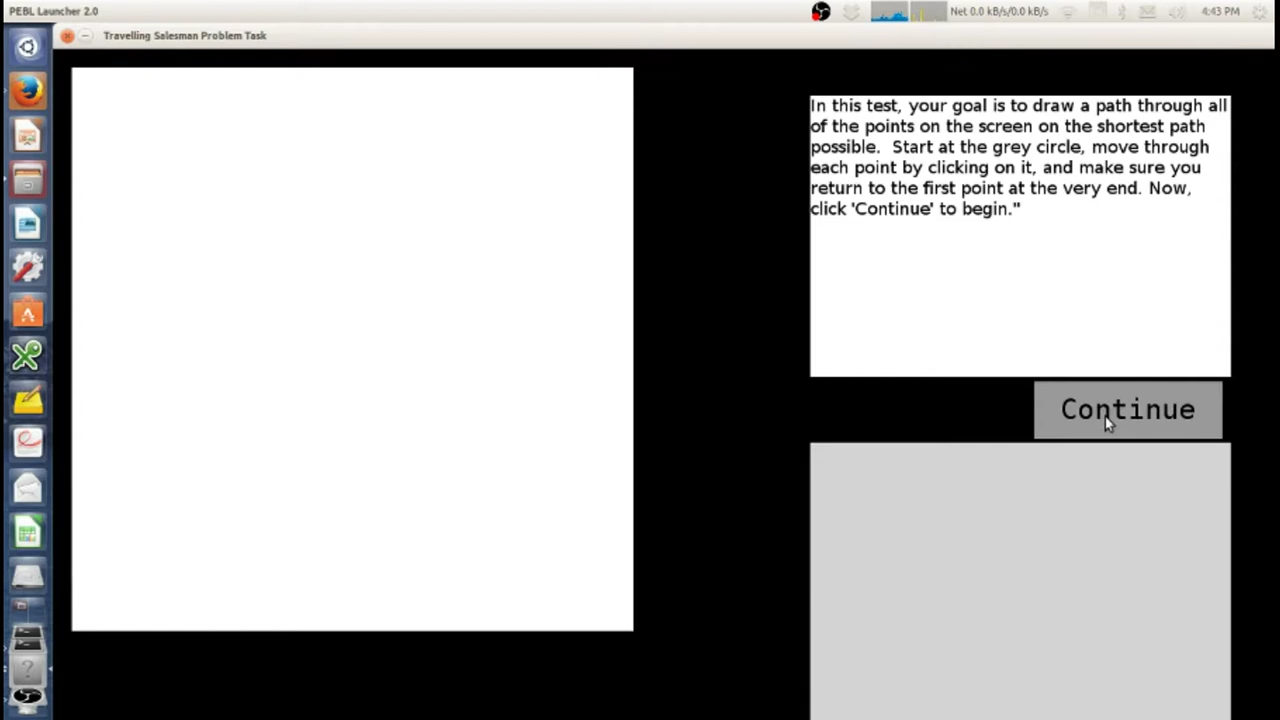 PEBL Launcher 2.0
Net 0.0 kB/s/0.0 kB/s
4:43 PM
Travelling Salesman Problem Task
In this test, your goal is to draw a path through all
of the points on the screen on the shortest path
possible.  Start at the grey circle, move through
each point by clicking on it, and make sure you
return to the first point at the very end. Now,
click 'Continue' to begin."
Continue